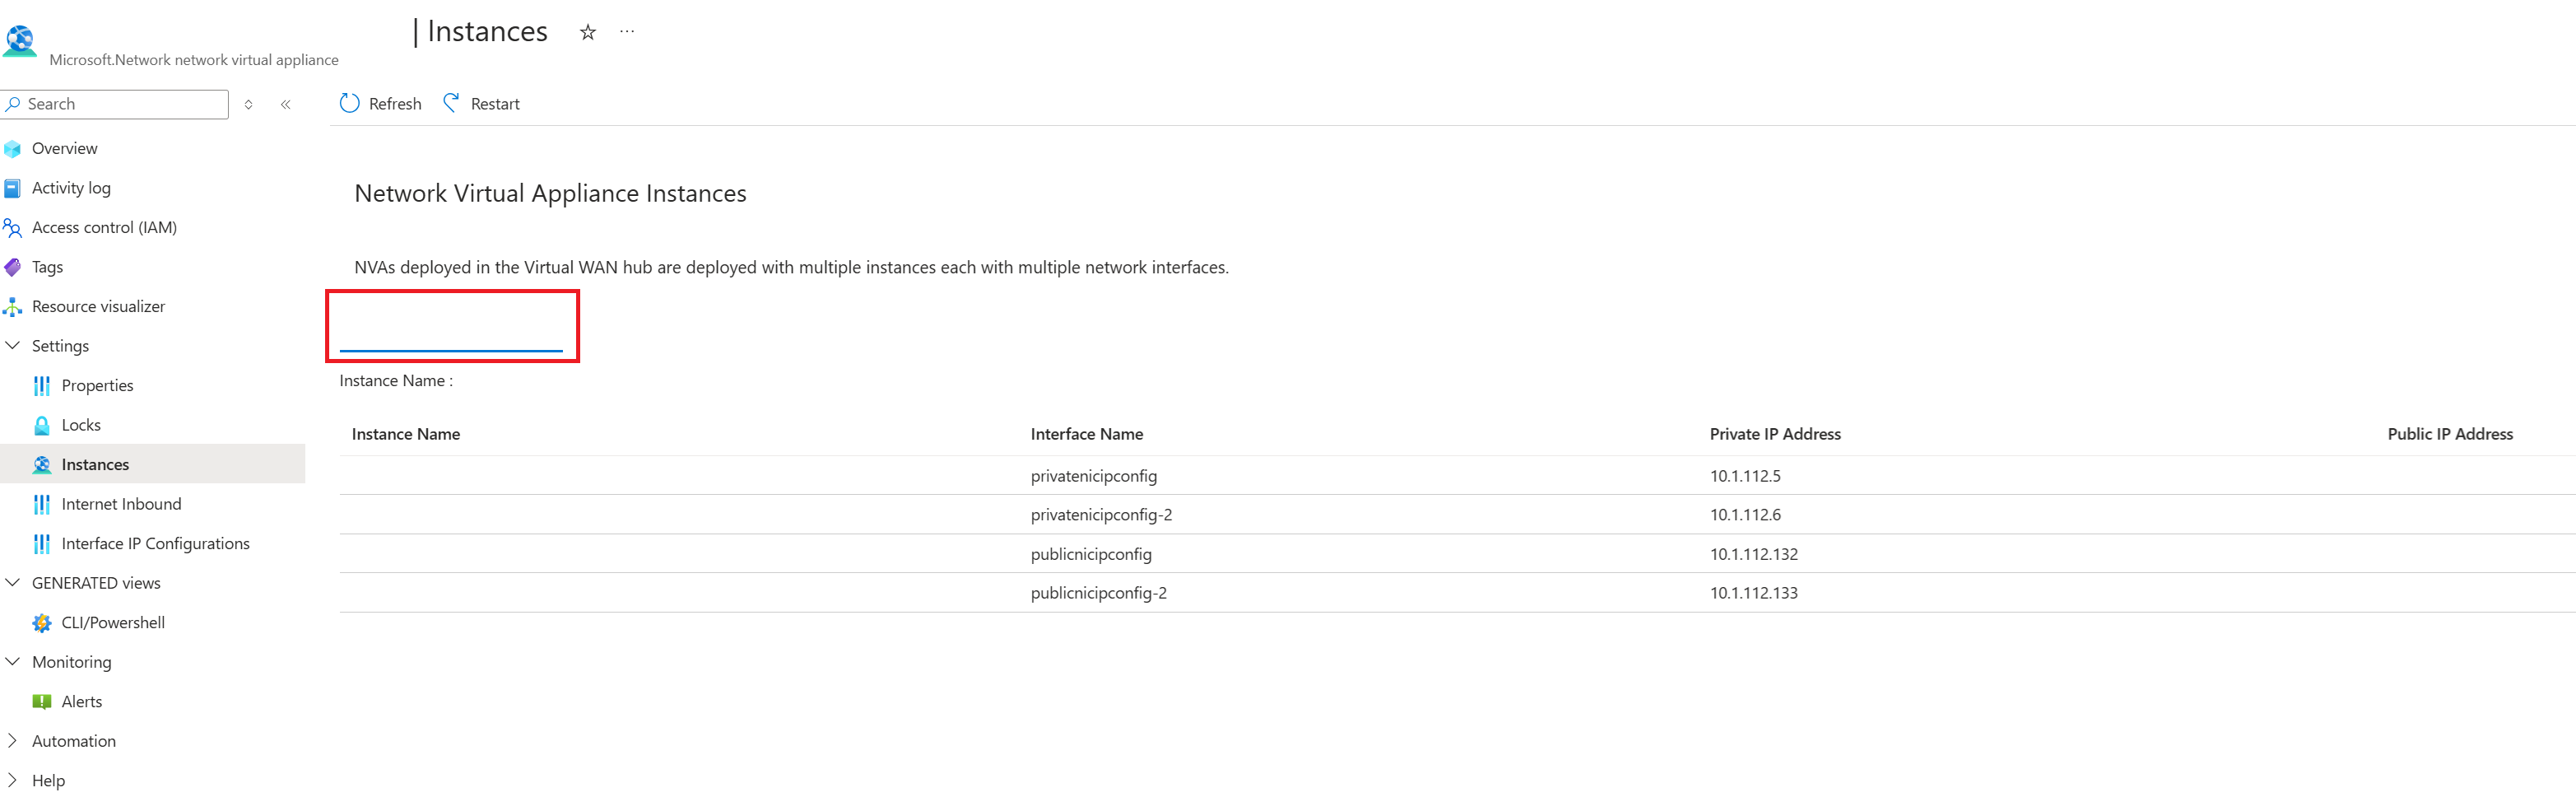 | Instances
Microsoft.Network network virtual appliance
Search
Refresh Restart
Overview
Activity log
Access control (IAM)
Tags
Resource visualizer
Settings
Properties
Locks
Instances
Internet Inbound
Interface IP Configurations
GENERATED views
CLI/Powershell
Monitoring
Alerts
Automation
Help
Network Virtual Appliance Instances
NVAs deployed in the Virtual WAN hub are deployed with multiple instances each with multiple network interfaces.
Instance Name :
Instance Name Interface Name Private IP Address Public IP Address
privatenicipconfig 10.1.112.5
privatenicipconfig-2 10.1.112.6
publicnicipconfig 10.1.112.132
publicnicipconfig-2 10.1.112.133